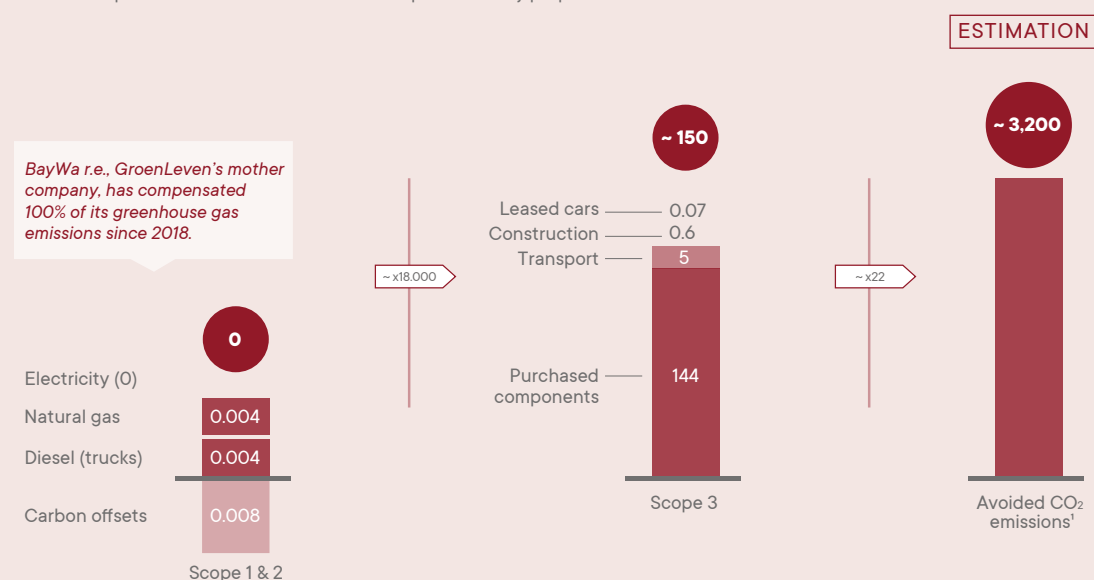 ESTIMATION
BayWa r.e., GroenLeven's mother
company, has compensated
100% of its greenhouse gas
emissions since 2018.
0
Electricity (0)
Natural gas 0.004
Diesel (trucks) 0.004
Carbon offsets 0.008
Scope 1 & 2
~ x18.000
~ 150
Leased cars 0.07
Construction 0.6
Transport 5
Purchased
components
144
Scope 3
~ x22
~ 3,200
Avoided CO₂
emissions¹